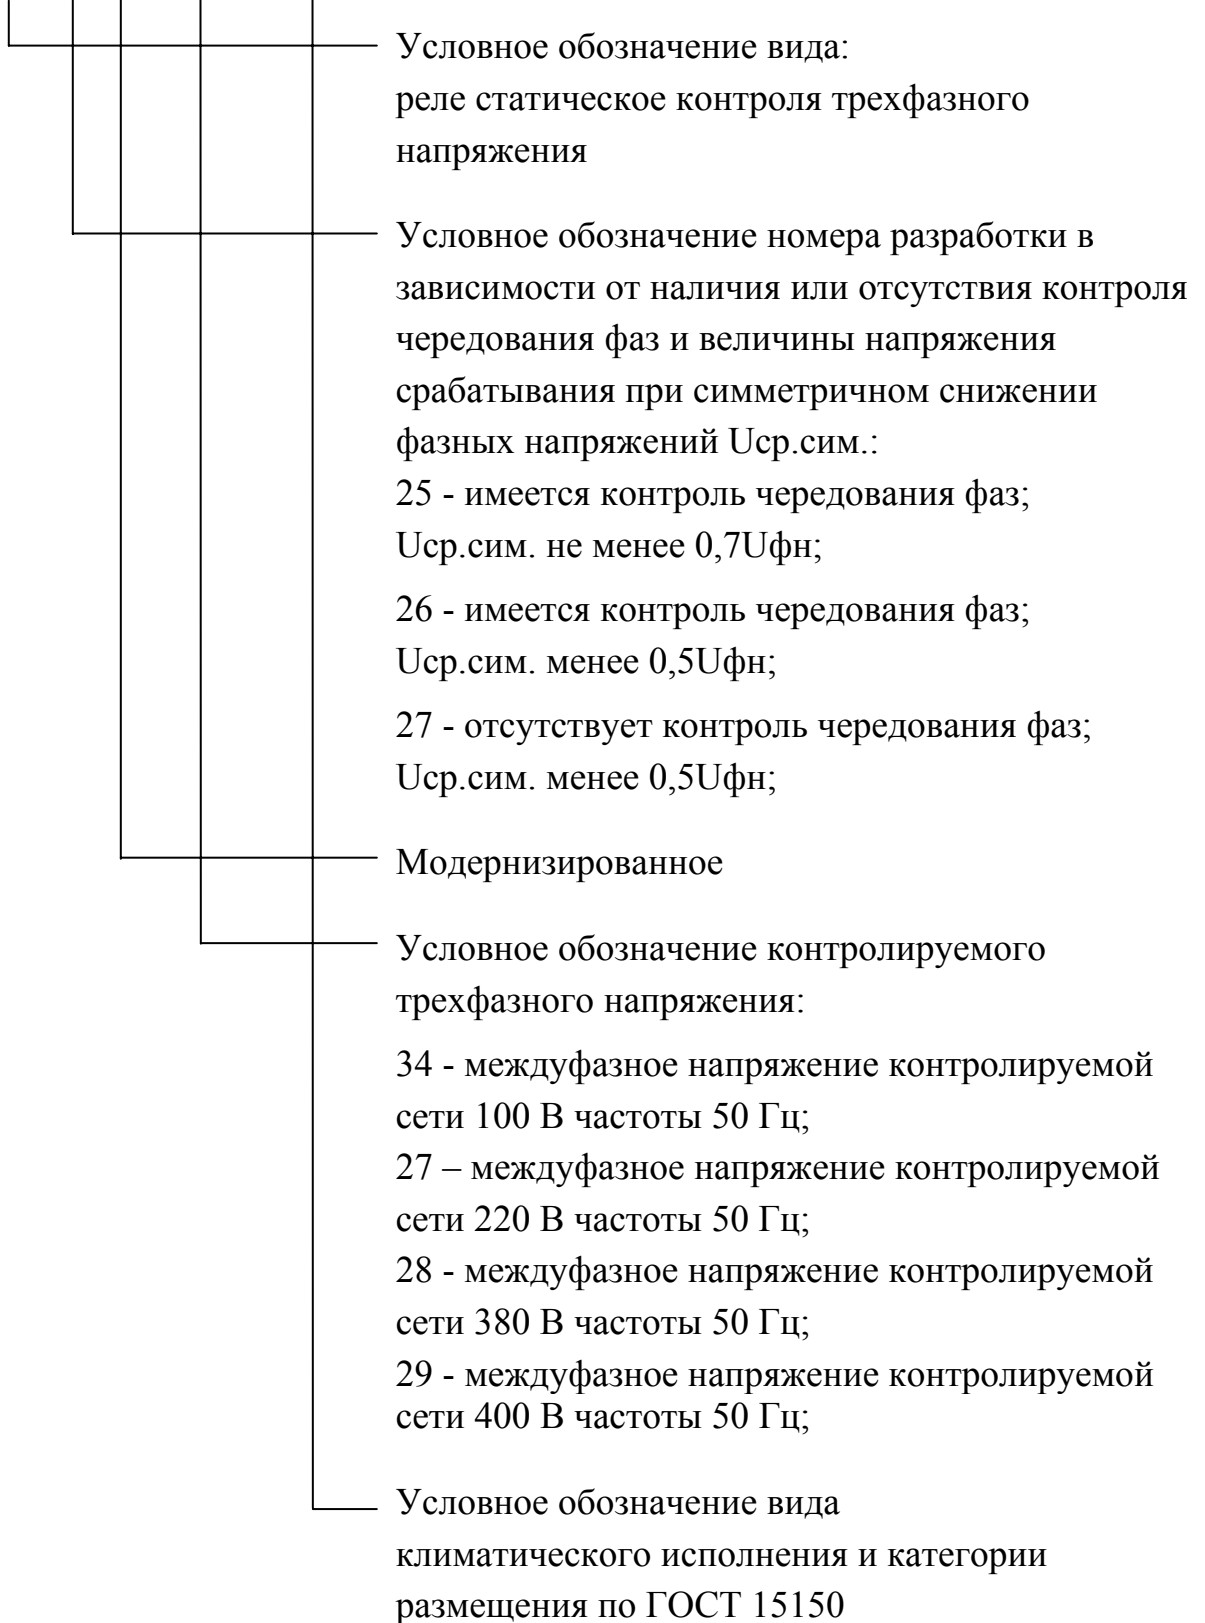 Условное обозначение вида:
реле статическое контроля трехфазного
напряжения
Условное обозначение номера разработки в
зависимости от наличия или отсутствия контроля
чередования фаз и величины напряжения
срабатывания при симметричном снижении
фазных напряжений Uср.сим.:
25 - имеется контроль чередования фаз;
Uср.сим. не менее 0,7Uфн;
26 - имеется контроль чередования фаз;
Uср.сим. менее 0,5Uфн;
27 - отсутствует контроль чередования фаз;
Uср.сим. менее 0,5Uфн;
Модернизированное
Условное обозначение контролируемого
трехфазного напряжения:
34 - междуфазное напряжение контролируемой
сети 100 В частоты 50 Гц;
27 – междуфазное напряжение контролируемой
сети 220 В частоты 50 Гц;
28 - междуфазное напряжение контролируемой
сети 380 В частоты 50 Гц;
29 - междуфазное напряжение контролируемой
сети 400 В частоты 50 Гц;
Условное обозначение вида
климатического исполнения и категории
размещения по ГОСТ 15150